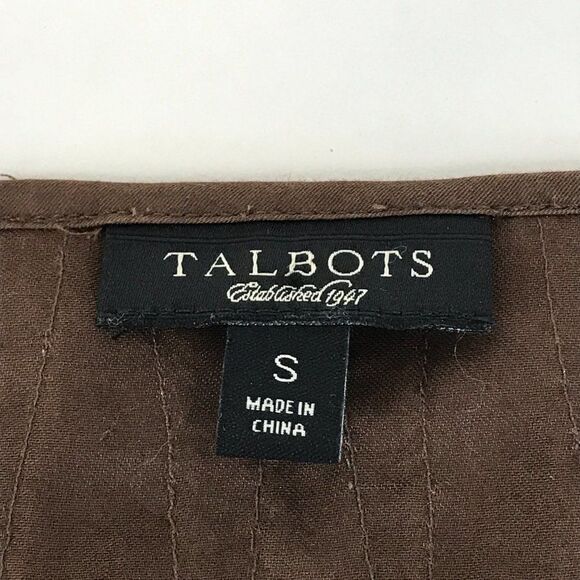 TALBOTS
Established 1947
S
MADE IN
CHINA